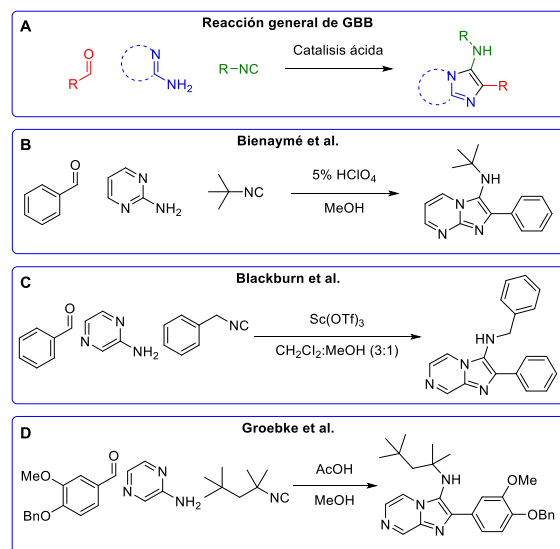 A
Reacción general de GBB
R
O
N
NH₂
R–NC
Catalisis ácida
R
NH
N
N
R
B
Bienaymé et al.
O
N
N
NH₂
NC
5% HClO₄
MeOH
NH
N
N
N
C
Blackburn et al.
O
N
N
NH₂
NC
Sc(OTf)₃
CH₂Cl₂:MeOH (3:1)
HN
N
N
N
D
Groebke et al.
MeO
BnO
O
N
N
NH₂
NC
AcOH
MeOH
NH
N
N
N
OMe
OBn